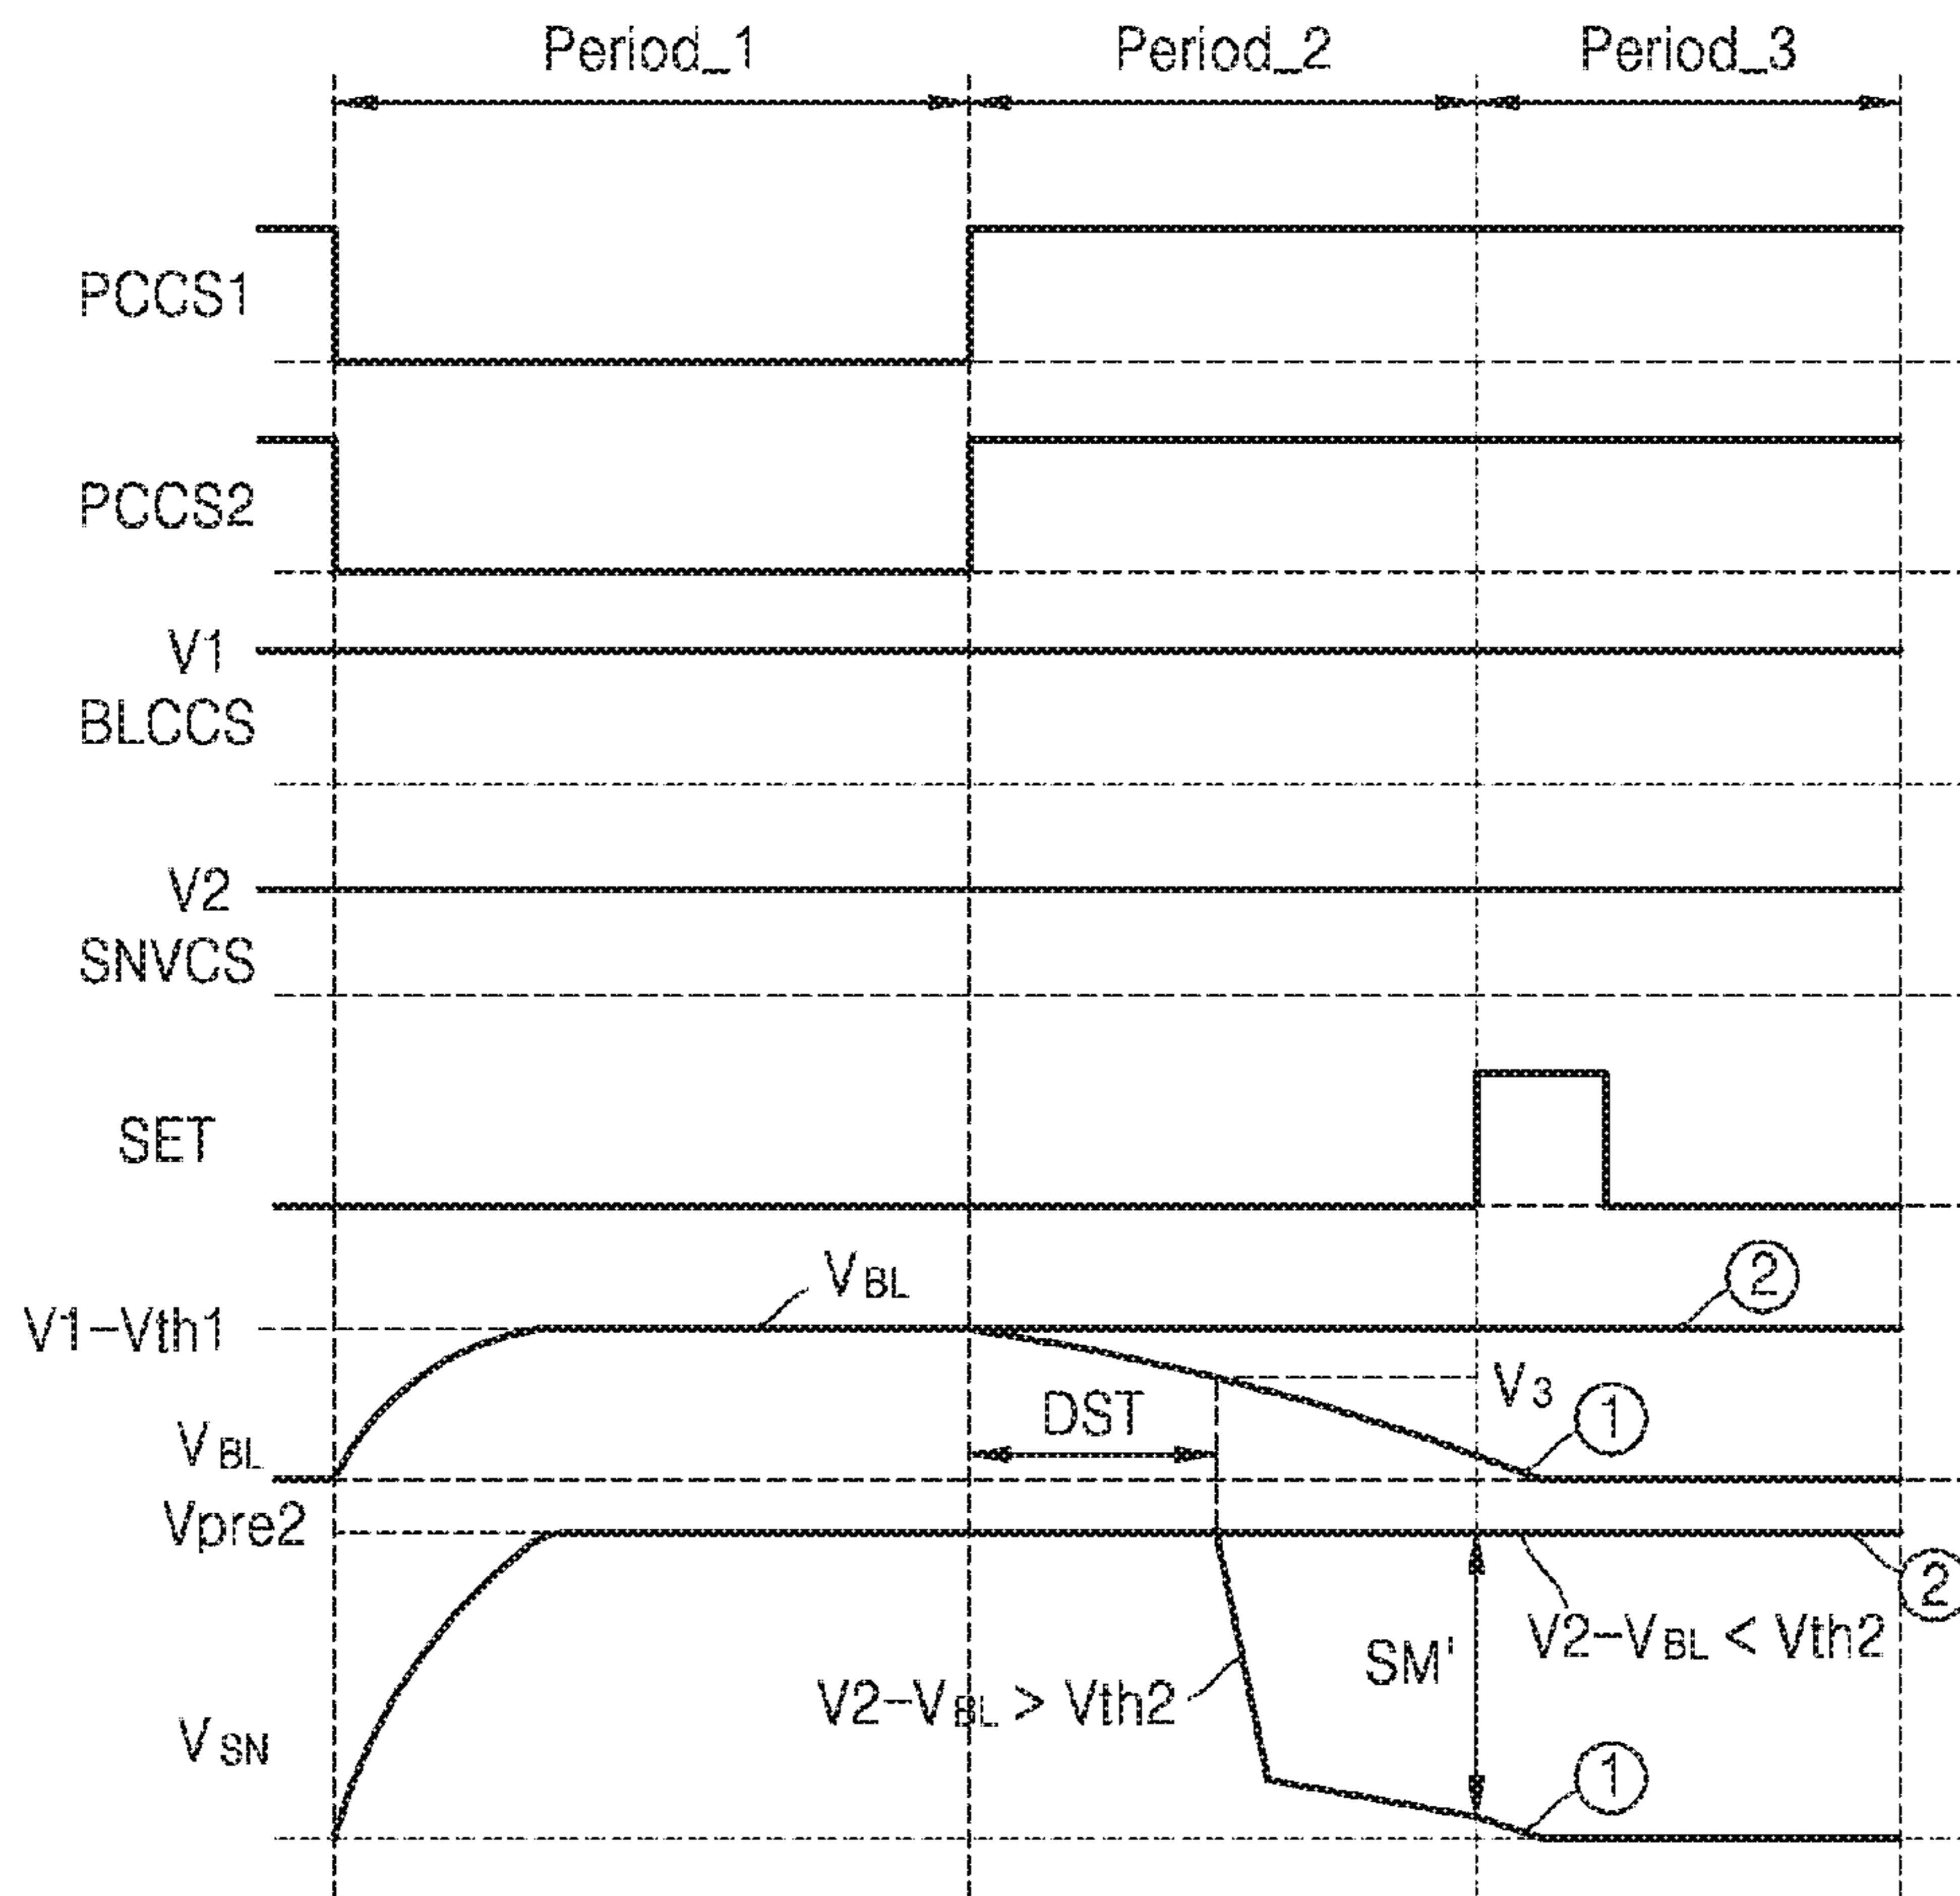 Period_1 Period_2 Period_3
PCCS1
PCCS2
V1
BLCCS
V2
SNVCS
SET
VBL
②
V1-Vth1
V3
①
DST
VBL
Vpre2
②
V2-VBL < Vth2
SM'
V2-VBL > Vth2
VSN
①